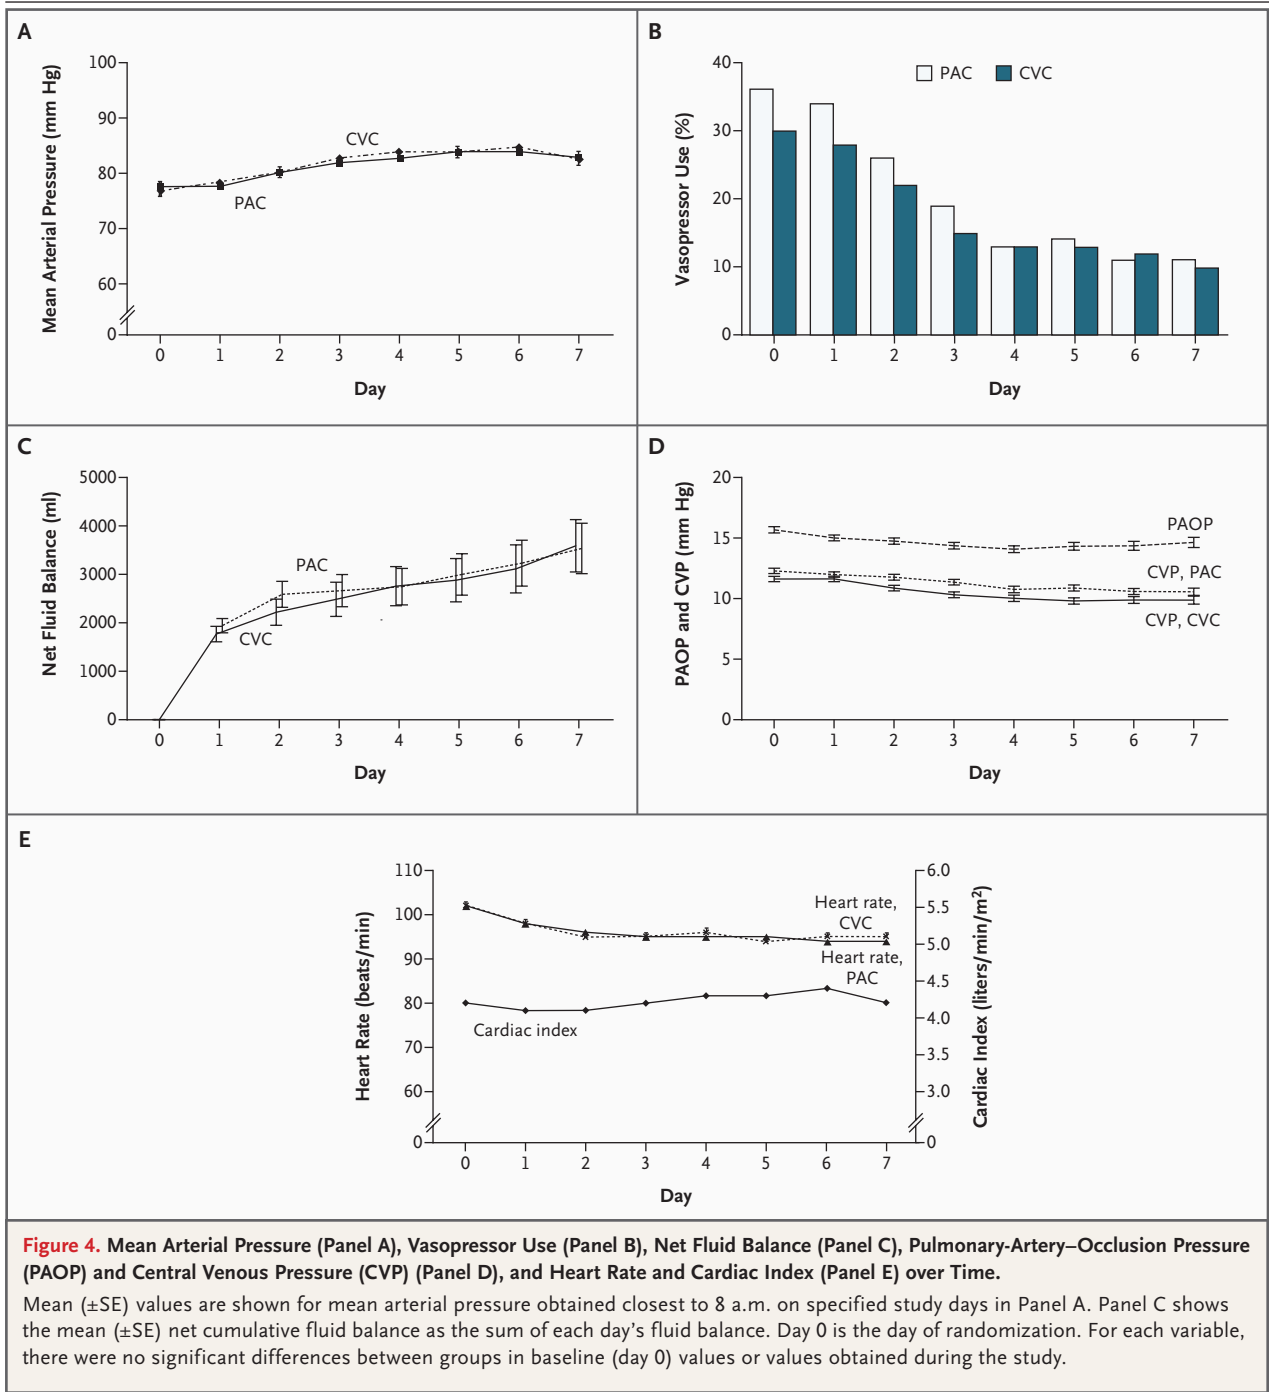 A
Mean Arterial Pressure (mm Hg)
100
90
80
70
60
0
CVC
PAC
0 1 2 3 4 5 6 7
Day
B
Vasopressor Use (%)
40
30
20
10
0
PAC CVC
0 1 2 3 4 5 6 7
Day
C
Net Fluid Balance (ml)
5000
4000
3000
2000
1000
0
PAC
CVC
0 1 2 3 4 5 6 7
Day
D
PAOP and CVP (mm Hg)
20
15
10
5
0
PAOP
CVP, PAC
CVP, CVC
0 1 2 3 4 5 6 7
Day
E
Heart Rate (beats/min)
110
100
90
80
70
60
0
Heart rate,
CVC
Heart rate,
PAC
Cardiac index
6.0
5.5
5.0
4.5
4.0
3.5
3.0
0
Cardiac Index (liters/min/m²)
0 1 2 3 4 5 6 7
Day
Figure 4. Mean Arterial Pressure (Panel A), Vasopressor Use (Panel B), Net Fluid Balance (Panel C), Pulmonary-Artery–Occlusion Pressure
(PAOP) and Central Venous Pressure (CVP) (Panel D), and Heart Rate and Cardiac Index (Panel E) over Time.
Mean (±SE) values are shown for mean arterial pressure obtained closest to 8 a.m. on specified study days in Panel A. Panel C shows
the mean (±SE) net cumulative fluid balance as the sum of each day's fluid balance. Day 0 is the day of randomization. For each variable,
there were no significant differences between groups in baseline (day 0) values or values obtained during the study.